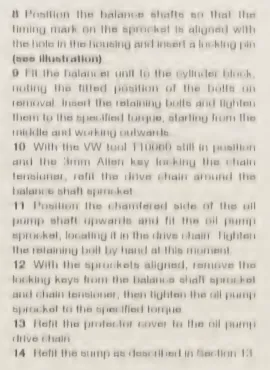 8 Position the balance shafts so that the
timing mark on the sprocket is aligned with
the hole in the housing and insert a locking pin
(see illustration)
9 Fit the balancer unit to the cylinder block,
noting the fitted position of the bolts on
removal. Insert the retaining bolts and tighten
them to the specified torque, starting from the
middle and working outwards.
10 With the VW tool still in position
and the 3mm Allen key locking the chain
tensioner, refit the drive chain around the
balance shaft sprocket
11 Position the chamfered side of the oil
pump shaft upwards and fit the oil pump
sprocket, locating it in the drive chain. Tighten
the retaining bolt by hand at this moment
12 With the sprockets aligned, remove the
locking keys from the balance shaft sprocket
and chain tensioner, then tighten the oil pump
sprocket to the specified torque
13 Refit the protector cover to the oil pump
drive chain
14 Refit the sump as described in Section 13